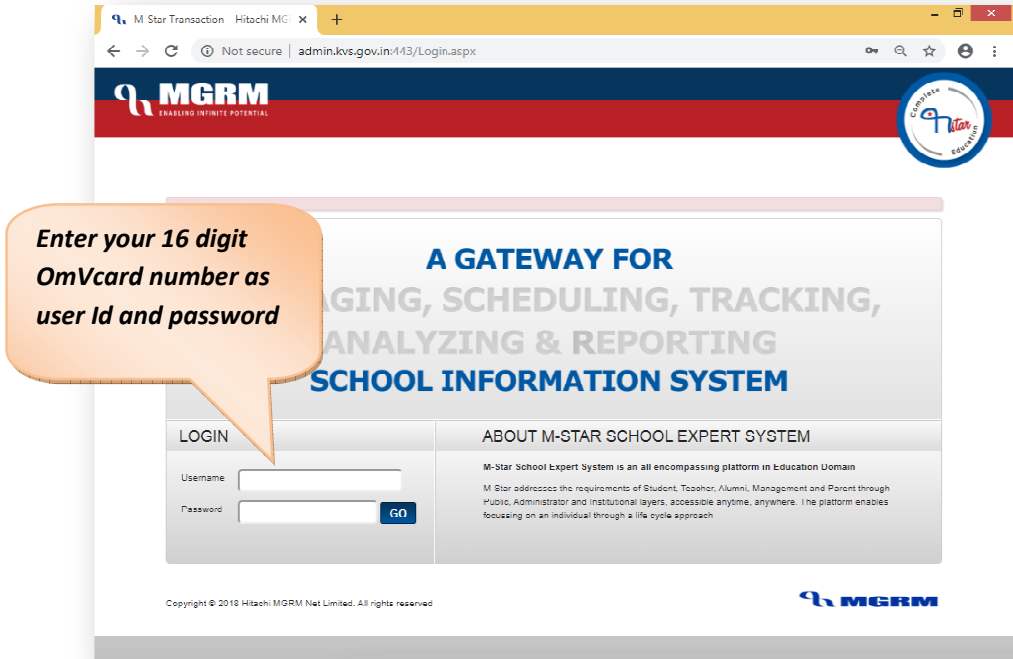 M Star Transaction Hitachi MG
Not secure | admin.kvs.gov.in:443/Login.aspx
MGRM
ENABLING INFINITE POTENTIAL
Complete
Mstar
Education
Enter your 16 digit
OmVcard number as
user Id and password
A GATEWAY FOR
AGING, SCHEDULING, TRACKING,
ANALYZING & REPORTING
SCHOOL INFORMATION SYSTEM
LOGIN
Username
Password
GO
ABOUT M-STAR SCHOOL EXPERT SYSTEM
M-Star School Expert System is an all encompassing platform in Education Domain
M Star addresses the requirements of Student, Teacher, Alumni, Management and Parent through
Public, Administrator and Institutional layers, accessible anytime, anywhere. The platform enables
focussing on an individual through a life cycle approach
Copyright © 2018 Hitachi MGRM Net Limited. All rights reserved
MGRM